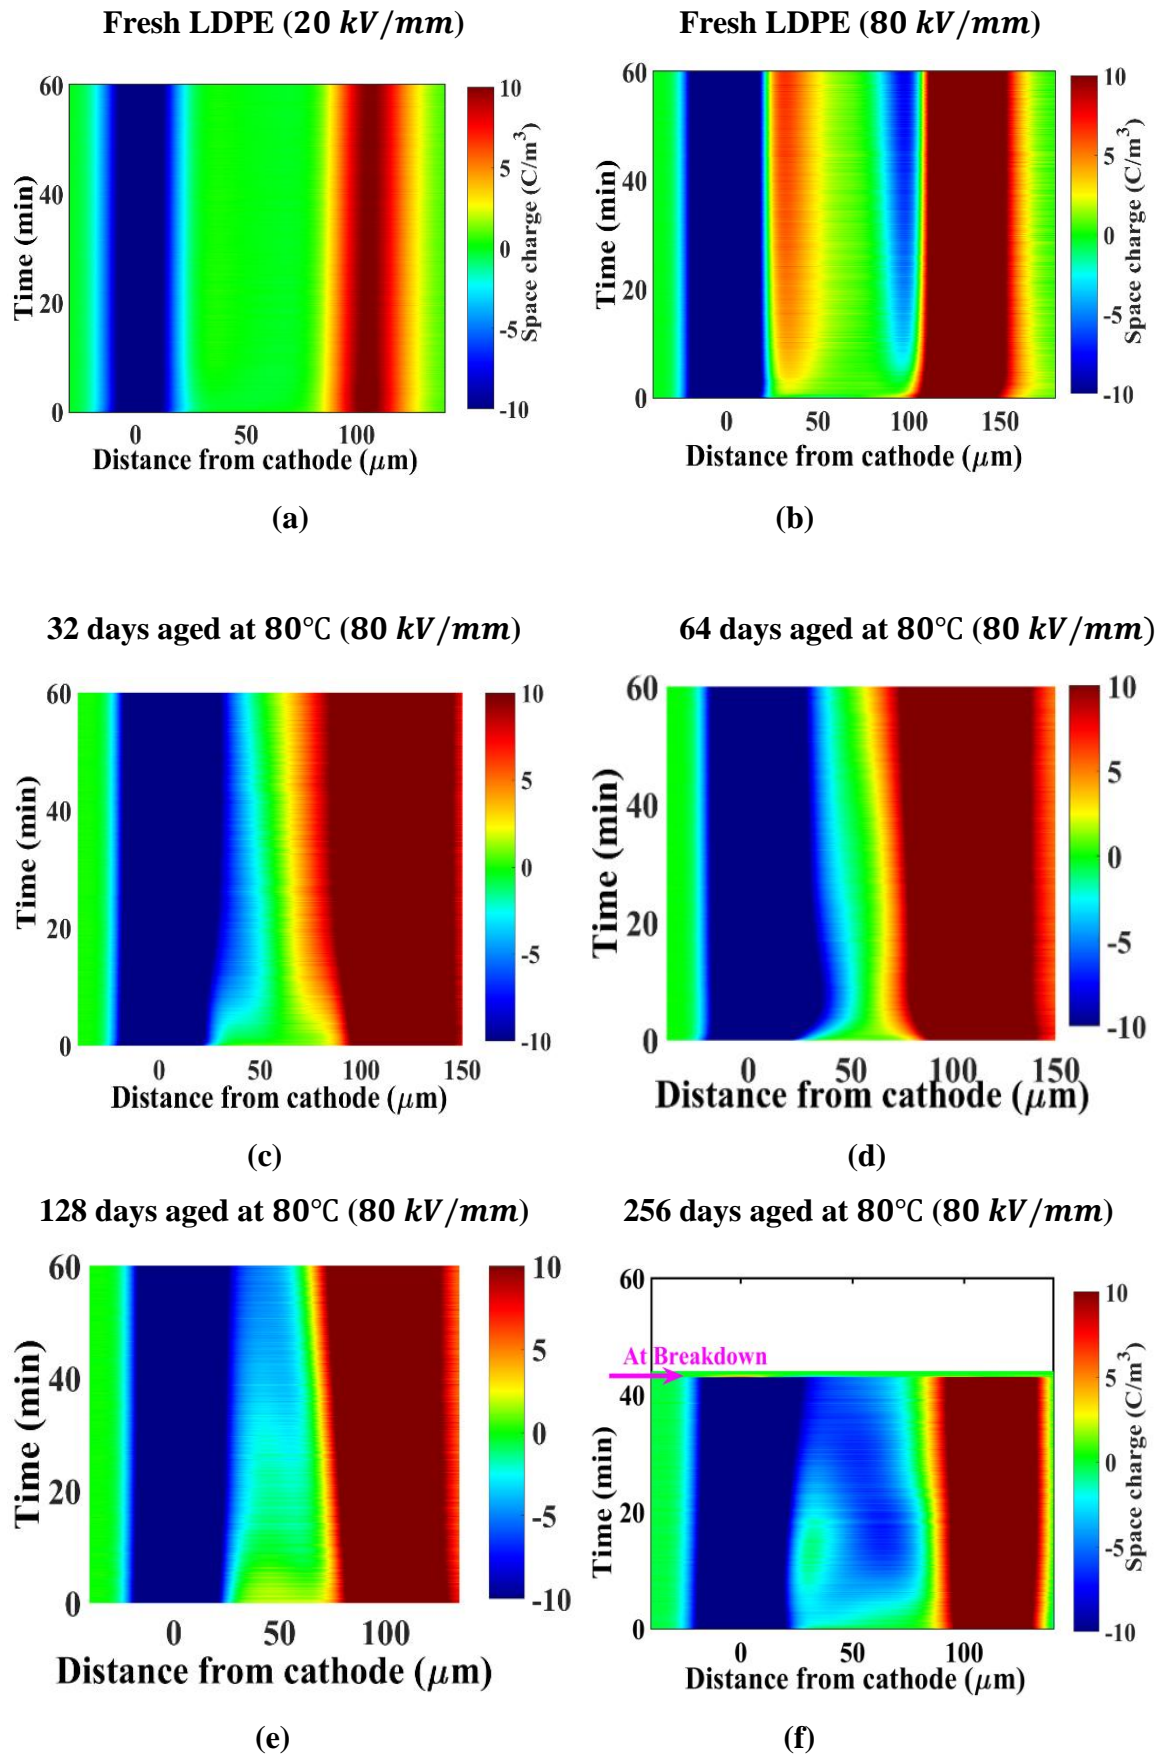 Fresh LDPE (20 kV/mm)
Fresh LDPE (80 kV/mm)
60
40
20
0
Time (min)
0 50 100
Distance from cathode (μm)
10
5
0
-5
-10
Space charge (C/m³)
(a)
60
40
20
0
Time (min)
0 50 100 150
Distance from cathode (μm)
10
5
0
-5
-10
Space charge (C/m³)
(b)
32 days aged at 80℃ (80 kV/mm)
64 days aged at 80℃ (80 kV/mm)
60
40
20
0
Time (min)
0 50 100 150
Distance from cathode (μm)
10
5
0
-5
-10
(c)
60
40
20
0
Time (min)
0 50 100 150
Distance from cathode (μm)
10
5
0
-5
-10
(d)
128 days aged at 80℃ (80 kV/mm)
256 days aged at 80℃ (80 kV/mm)
60
40
20
0
Time (min)
0 50 100
Distance from cathode (μm)
10
5
0
-5
-10
(e)
60
At Breakdown
40
20
0
Time (min)
0 50 100
Distance from cathode (μm)
10
5
0
-5
-10
Space charge (C/m³)
(f)